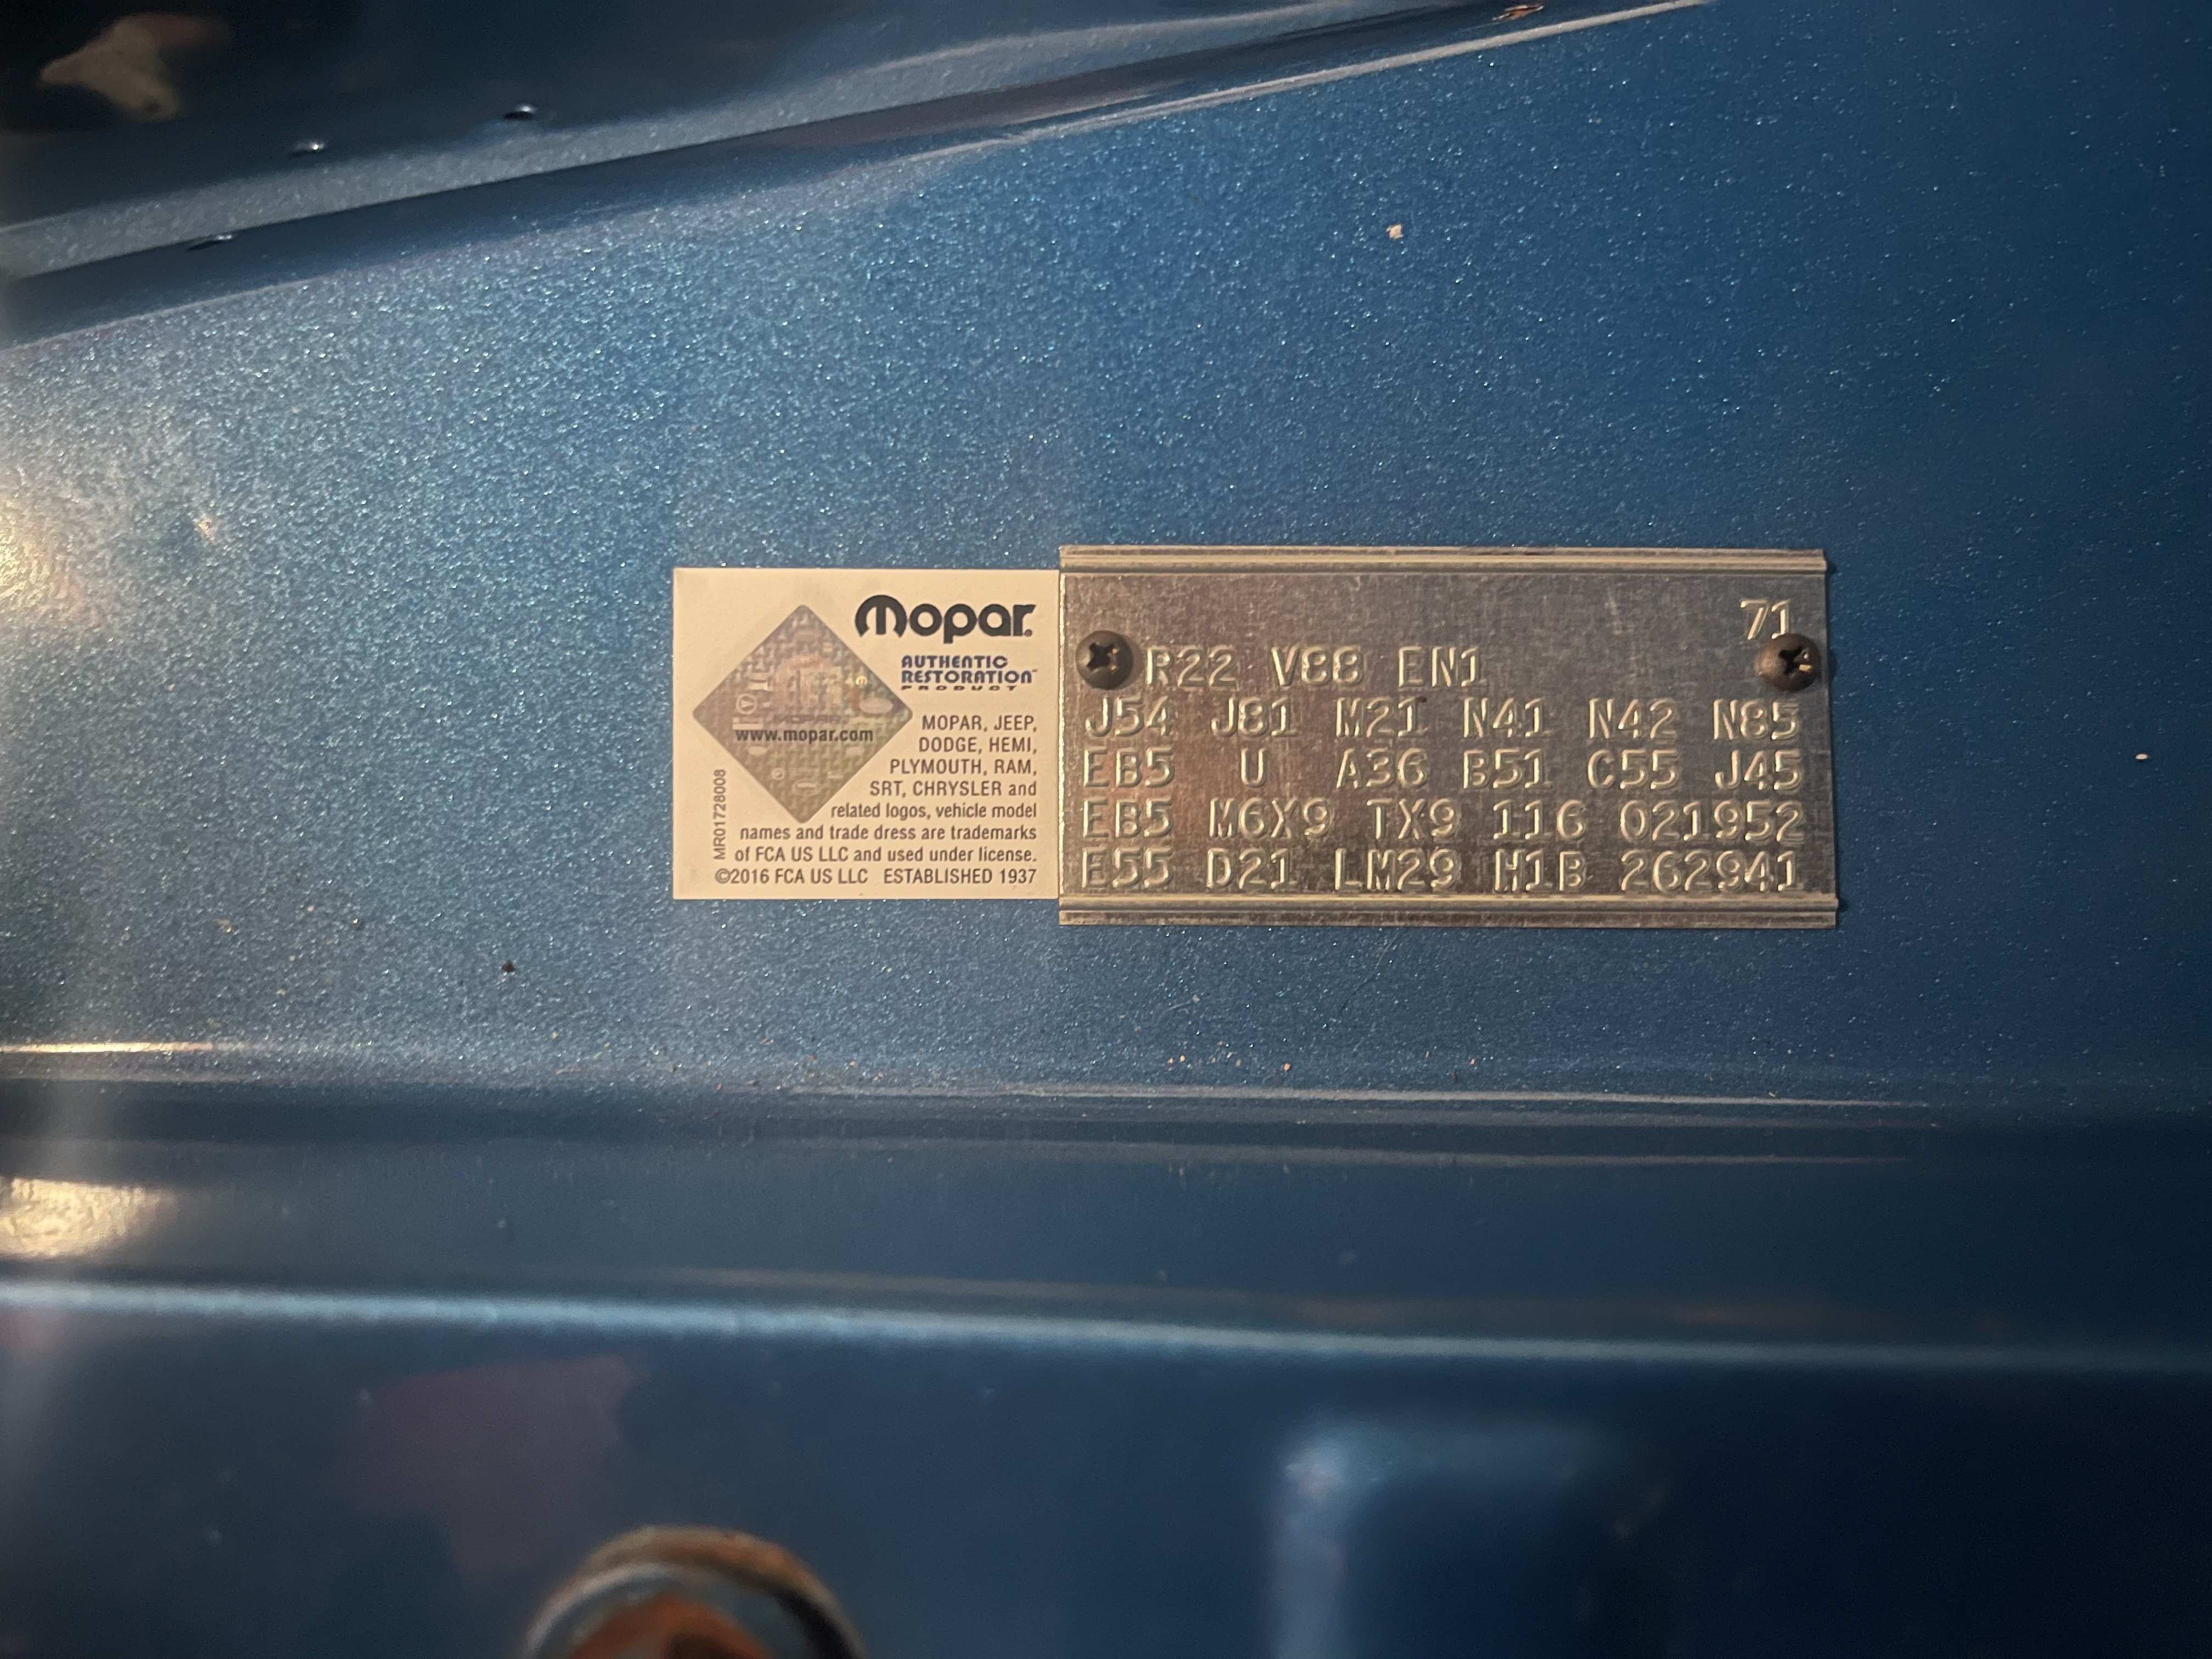 Mopar
AUTHENTIC
RESTORATION™
PRODUCT
MOPAR
www.mopar.com
MOPAR, JEEP,
DODGE, HEMI,
PLYMOUTH, RAM,
SRT, CHRYSLER and
related logos, vehicle model
names and trade dress are trademarks
of FCA US LLC and used under license.
©2016 FCA US LLC ESTABLISHED 1937
MR01728008
71
R22 V88 EN1
J54 J81 M21 N41 N42 N85
EB5 U A36 B51 C55 J45
EB5 M6X9 TX9 116 021952
E55 D21 LM29 H1B 262941